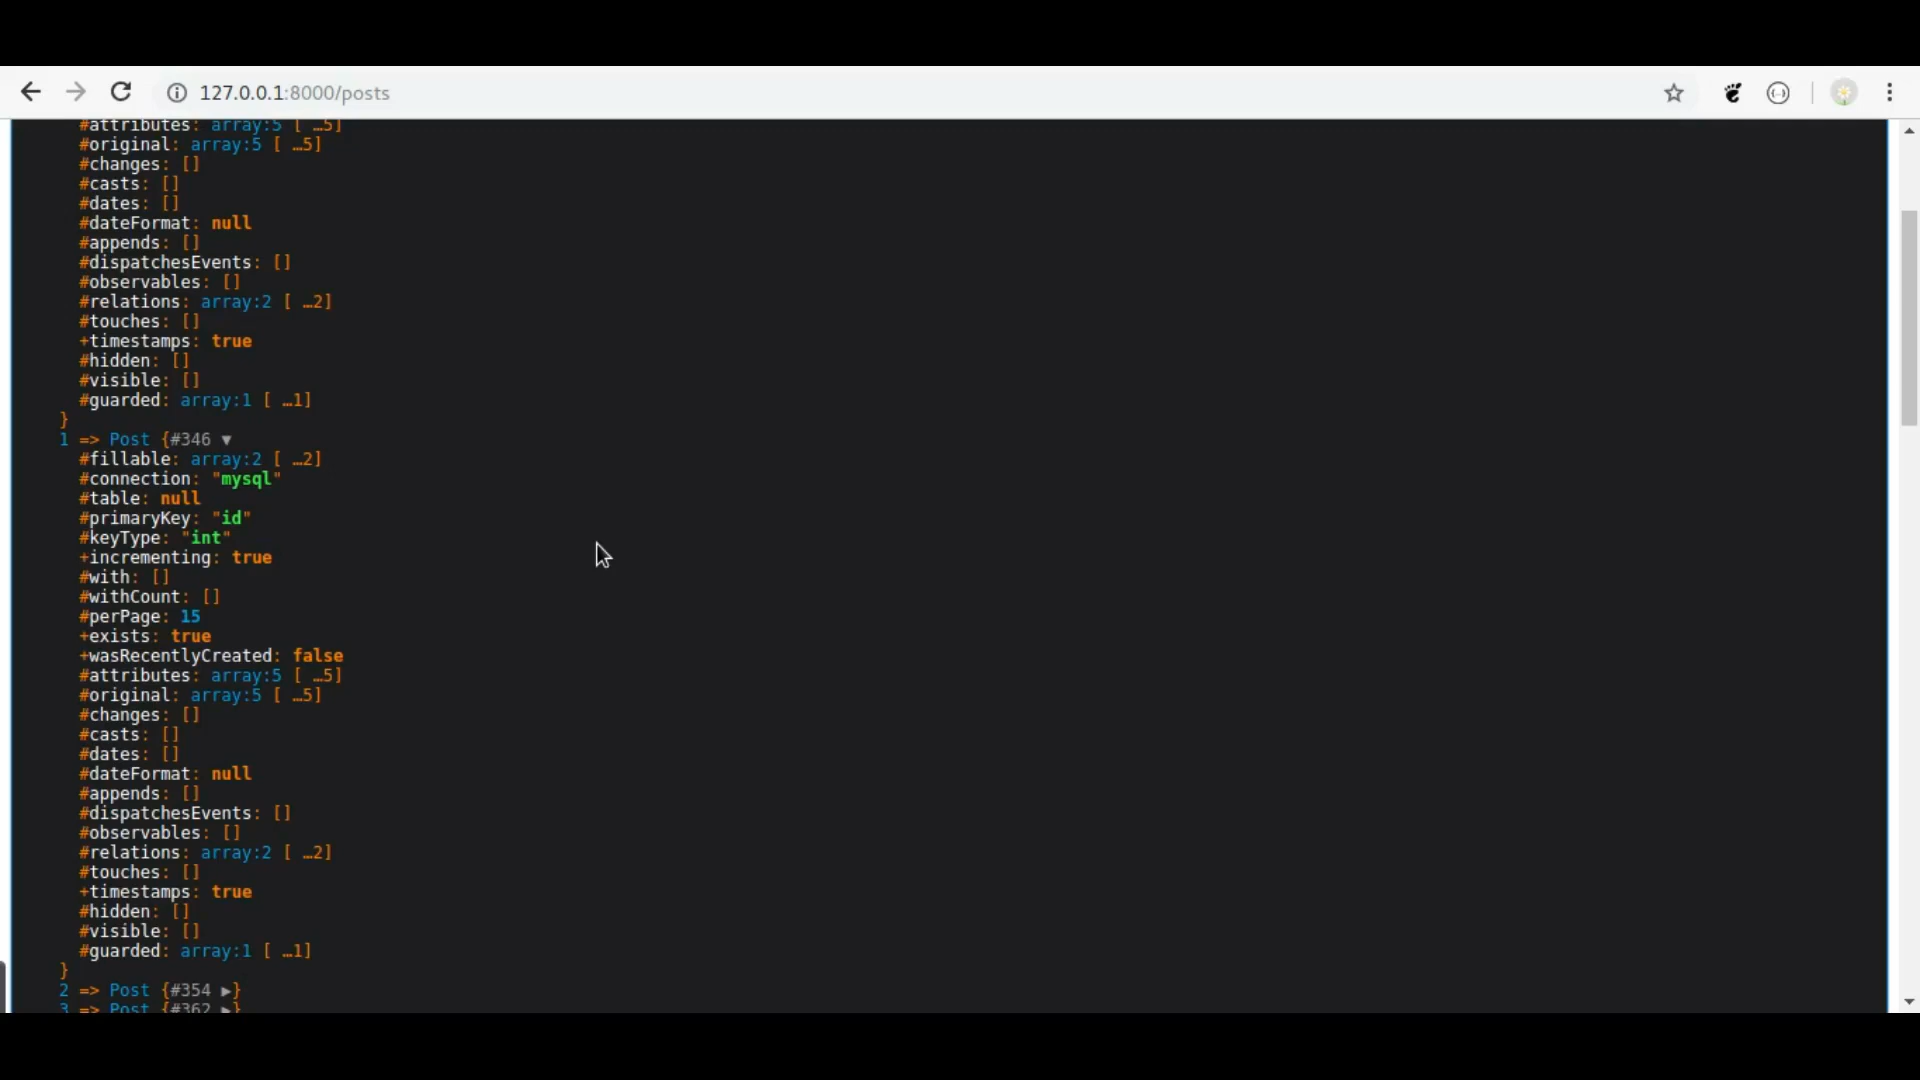 127.0.0.1:8000/posts
#attributes: array:5 [ …5]
#original: array:5 [ …5]
#changes: []
#casts: []
#dates: []
#dateFormat: null
#appends: []
#dispatchesEvents: []
#observables: []
#relations: array:2 [ …2]
#touches: []
+timestamps: true
#hidden: []
#visible: []
#guarded: array:1 [ …1]
}
1 => Post {#346 ▼
#fillable: array:2 [ …2]
#connection: "mysql"
#table: null
#primaryKey: "id"
#keyType: "int"
+incrementing: true
#with: []
#withCount: []
#perPage: 15
+exists: true
+wasRecentlyCreated: false
#attributes: array:5 [ …5]
#original: array:5 [ …5]
#changes: []
#casts: []
#dates: []
#dateFormat: null
#appends: []
#dispatchesEvents: []
#observables: []
#relations: array:2 [ …2]
#touches: []
+timestamps: true
#hidden: []
#visible: []
#guarded: array:1 [ …1]
}
2 => Post {#354 ▶}
3 => Post {#362 ▶}